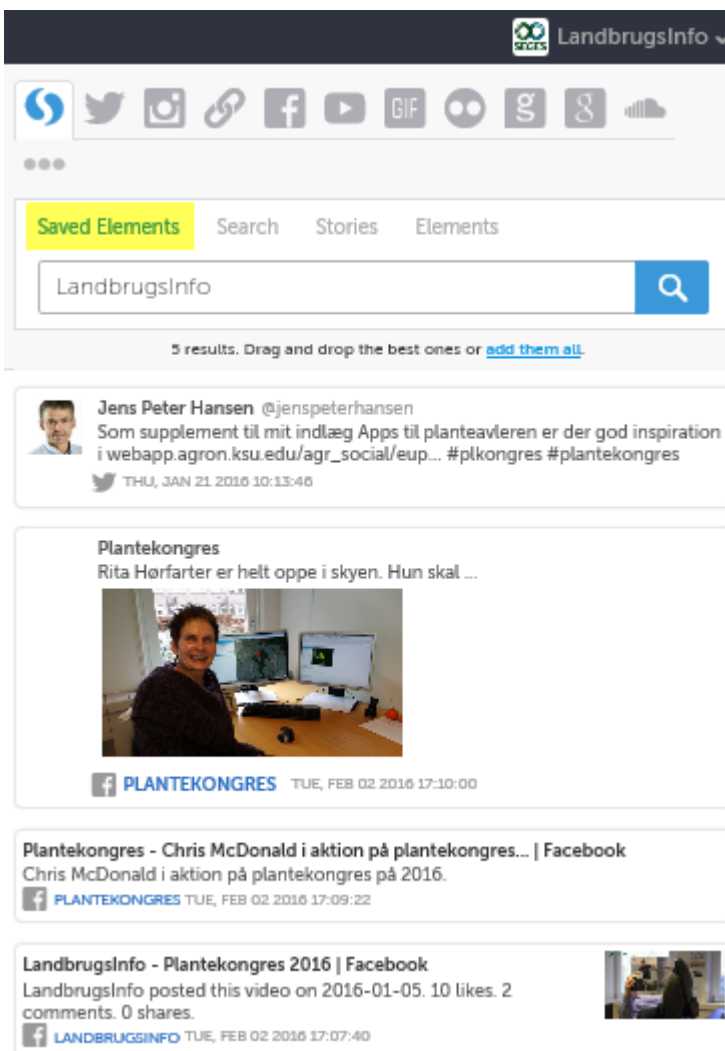 SEGES LandbrugsInfo
GIF g 8
Saved Elements Search Stories Elements
LandbrugsInfo
5 results. Drag and drop the best ones or add them all.
Jens Peter Hansen @jenspeterhansen
Som supplement til mit indlæg Apps til planteavleren er der god inspiration
i webapp.agron.ksu.edu/agr_social/eup... #plkongres #plantekongres
THU, JAN 21 2016 10:13:46
Plantekongres
Rita Hørfarter er helt oppe i skyen. Hun skal ...
PLANTEKONGRES TUE, FEB 02 2016 17:10:00
Plantekongres - Chris McDonald i aktion på plantekongres... | Facebook
Chris McDonald i aktion på plantekongres på 2016.
PLANTEKONGRES TUE, FEB 02 2016 17:09:22
LandbrugsInfo - Plantekongres 2016 | Facebook
LandbrugsInfo posted this video on 2016-01-05. 10 likes. 2
comments. 0 shares.
LANDBRUGSINFO TUE, FEB 02 2016 17:07:40